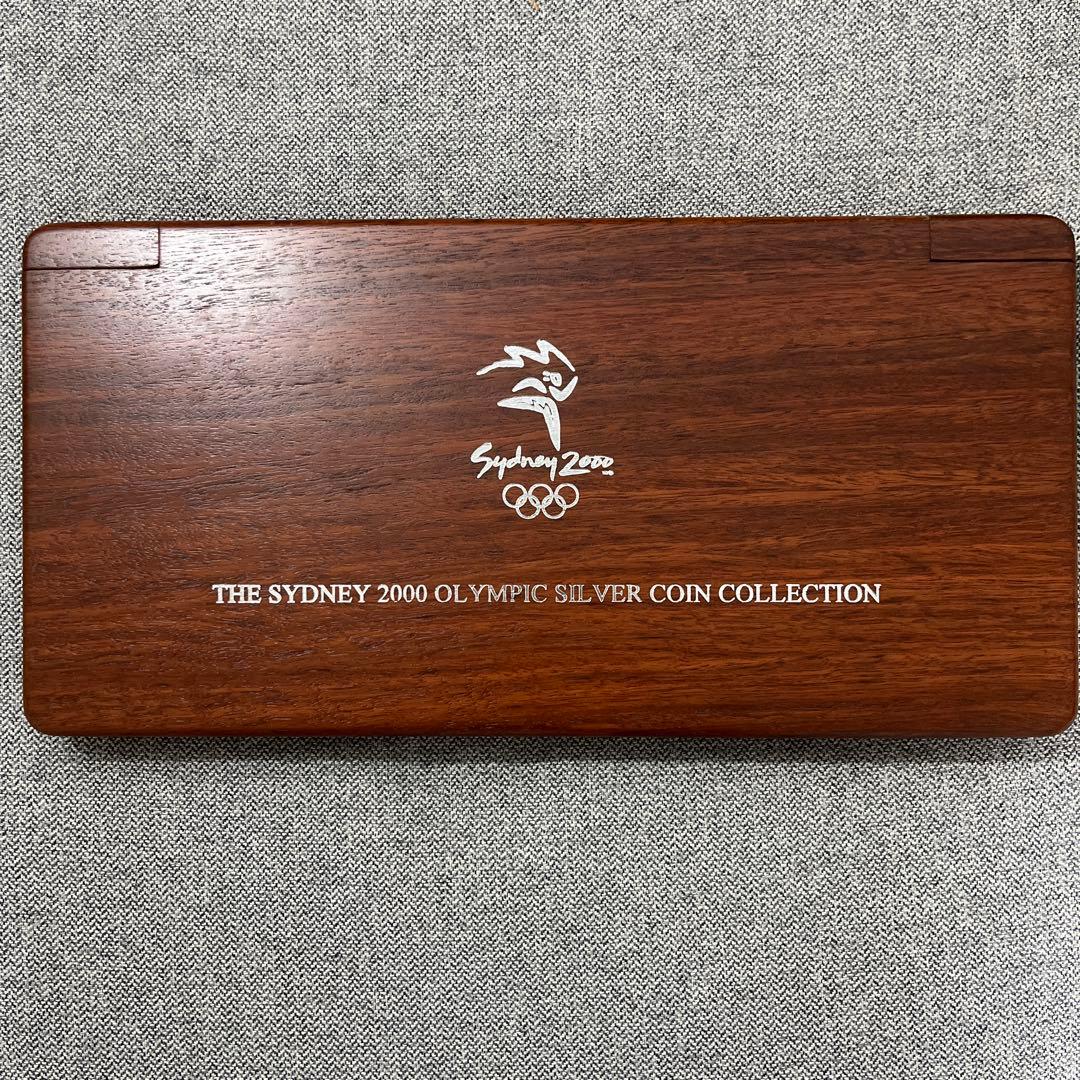 Sydney 2000
THE SYDNEY 2000 OLYMPIC SILVER COIN COLLECTION